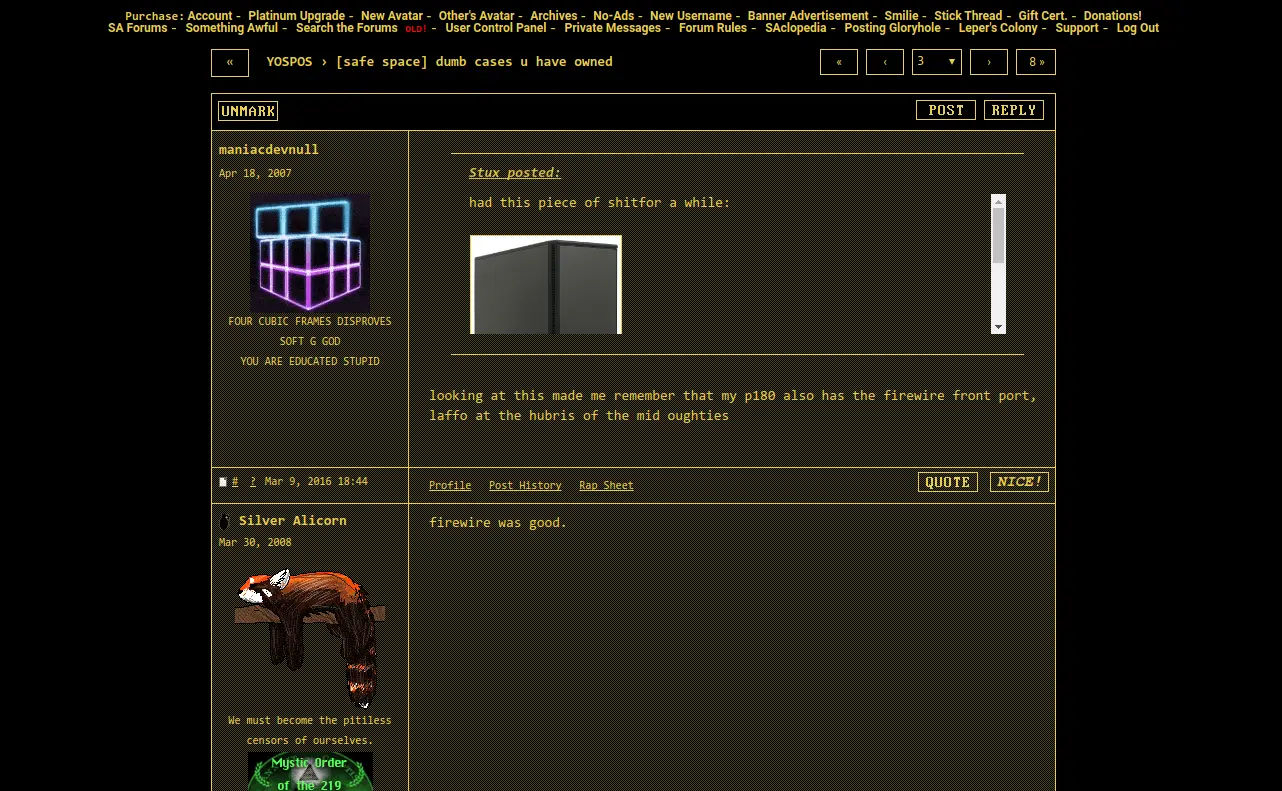 Purchase: Account - Platinum Upgrade - New Avatar - Other's Avatar - Archives - No-Ads - New Username - Banner Advertisement - Smilie - Stick Thread - Gift Cert. - Donations!
SA Forums - Something Awful - Search the Forums OLD! - User Control Panel - Private Messages - Forum Rules - SAclopedia - Posting Gloryhole - Leper's Colony - Support - Log Out
« YOSPOS › [safe space] dumb cases u have owned « ‹ 3 ▼ › 8 »
UNMARK POST REPLY
maniacdevnull
Apr 18, 2007
FOUR CUBIC FRAMES DISPROVES
SOFT G GOD
YOU ARE EDUCATED STUPID
Stux posted:
had this piece of shitfor a while:
looking at this made me remember that my p180 also has the firewire front port,
laffo at the hubris of the mid oughties
# ? Mar 9, 2016 18:44
Profile Post History Rap Sheet QUOTE NICE!
Silver Alicorn
Mar 30, 2008
We must become the pitiless
censors of ourselves.
Mystic Order
of the 219
firewire was good.